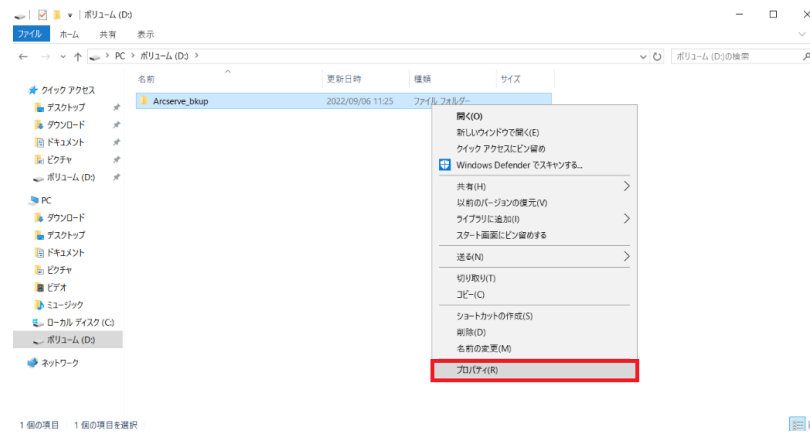 ボリューム (D:)
ファイル ホーム 共有 表示
PC ボリューム (D:) ボリューム (D:)の検索
名前 更新日時 種類 サイズ
クイック アクセス
デスクトップ
ダウンロード
ドキュメント
ピクチャ
ボリューム (D:)
PC
ダウンロード
デスクトップ
ドキュメント
ピクチャ
ビデオ
ミュージック
ローカル ディスク (C:)
ボリューム (D:)
ネットワーク
Arcserve_bkup 2022/09/06 11:25 ファイル フォルダー
開く(O)
新しいウィンドウで開く(E)
クイック アクセスにピン留め
Windows Defender でスキャンする...
共有(H)
以前のバージョンの復元(V)
ライブラリに追加(I)
スタート画面にピン留めする
送る(N)
切り取り(T)
コピー(C)
ショートカットの作成(S)
削除(D)
名前の変更(M)
プロパティ(R)
1 個の項目 1 個の項目を選択